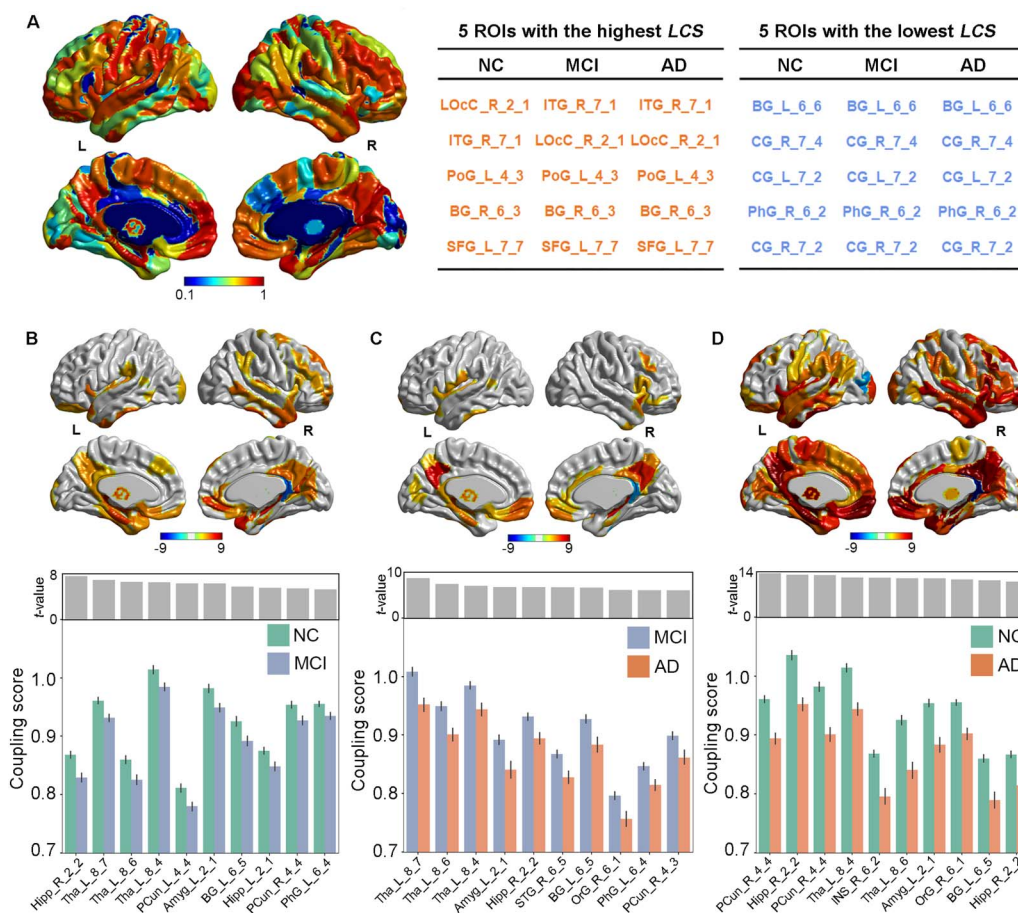 A
5 ROIs with the highest LCS
5 ROIs with the lowest LCS
NC MCI AD
NC MCI AD
LOcC_R_2_1 ITG_R_7_1 ITG_R_7_1
BG_L_6_6 BG_L_6_6 BG_L_6_6
ITG_R_7_1 LOcC_R_2_1 LOcC_R_2_1
CG_R_7_4 CG_R_7_4 CG_R_7_4
PoG_L_4_3 PoG_L_4_3 PoG_L_4_3
CG_L_7_2 CG_L_7_2 CG_L_7_2
BG_R_6_3 BG_R_6_3 BG_R_6_3
PhG_R_6_2 PhG_R_6_2 PhG_R_6_2
SFG_L_7_7 SFG_L_7_7 SFG_L_7_7
CG_R_7_2 CG_R_7_2 CG_R_7_2
L R
0.1 1
B
L R
-9 9
8
t-value
0
NC
MCI
Coupling score
1.0
0.9
0.8
0.7
Hipp_R_2_2
Tha_L_8_7
Tha_L_8_6
Tha_L_8_4
PCun_L_4_4
Amyg_L_2_1
BG_L_6_5
Hipp_L_2_1
PCun_R_4_4
PhG_L_6_4
C
L R
-9 9
10
t-value
0
MCI
AD
Coupling score
1.0
0.9
0.8
0.7
Tha_L_8_7
Tha_L_8_6
Tha_L_8_4
Amyg_L_2_1
Hipp_R_2_2
STG_R_6_5
BG_L_6_5
OrG_R_6_1
PhG_L_6_4
PCun_R_4_3
D
L R
-9 9
14
t-value
0
NC
AD
Coupling score
1.0
0.9
0.8
0.7
PCun_R_4_4
Hipp_R_2_2
PCun_R_4_4
Tha_L_8_4
INS_R_6_2
Tha_L_8_6
Amyg_L_2_1
OrG_R_6_1
BG_L_6_5